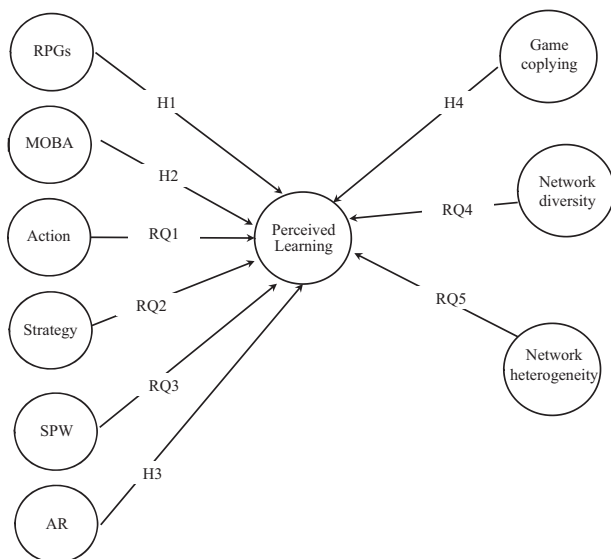 RPGs
H1
MOBA
H2
Action
RQ1
Strategy
RQ2
SPW
RQ3
AR
H3
Perceived
Learning
Game
coplying
H4
Network
diversity
RQ4
Network
heterogeneity
RQ5